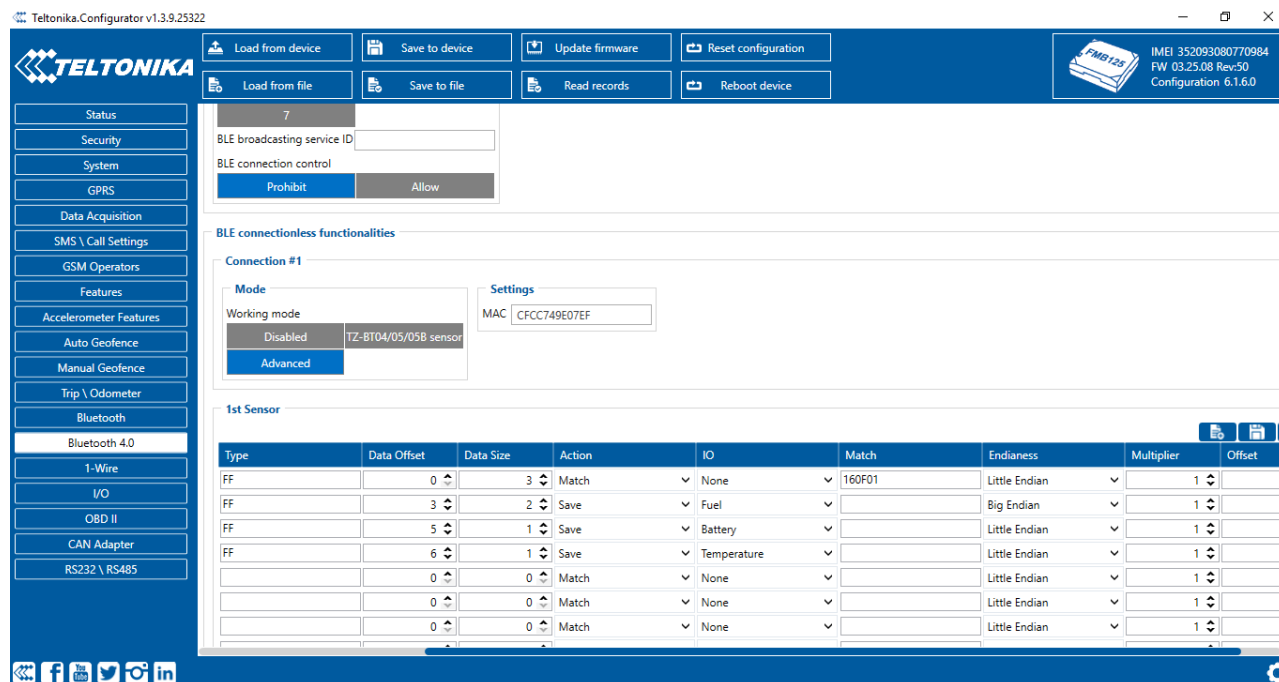 Teltonika.Configurator v1.3.9.25322
TELTONIKA
Load from device Save to device Update firmware Reset configuration
Load from file Save to file Read records Reboot device
FMB125
IMEI 352093080770984
FW 03.25.08 Rev:50
Configuration 6.1.6.0
Status
Security
System
GPRS
Data Acquisition
SMS \ Call Settings
GSM Operators
Features
Accelerometer Features
Auto Geofence
Manual Geofence
Trip \ Odometer
Bluetooth
Bluetooth 4.0
1-Wire
I/O
OBD II
CAN Adapter
RS232 \ RS485
7
BLE broadcasting service ID
BLE connection control
Prohibit Allow
BLE connectionless functionalities
Connection #1
Mode
Working mode
Disabled TZ-BT04/05/05B sensor
Advanced
Settings
MAC CFCC749E07EF
1st Sensor
Type Data Offset Data Size Action IO Match Endianess Multiplier Offset
FF 0 3 Match None 160F01 Little Endian 1
FF 3 2 Save Fuel Big Endian 1
FF 5 1 Save Battery Little Endian 1
FF 6 1 Save Temperature Little Endian 1
0 0 Match None Little Endian 1
0 0 Match None Little Endian 1
0 0 Match None Little Endian 1
f You Tube in